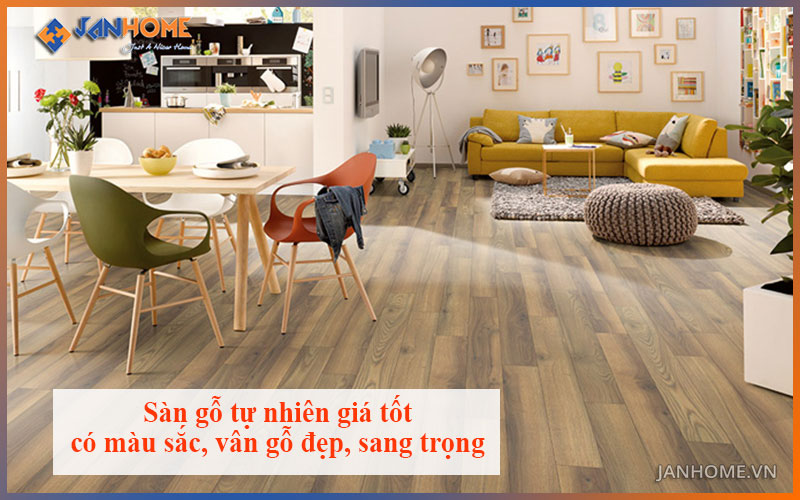 JANHOME
Just A Nicer Home
Sàn gỗ tự nhiên giá tốt
có màu sắc, vân gỗ đẹp, sang trọng
JANHOME.VN